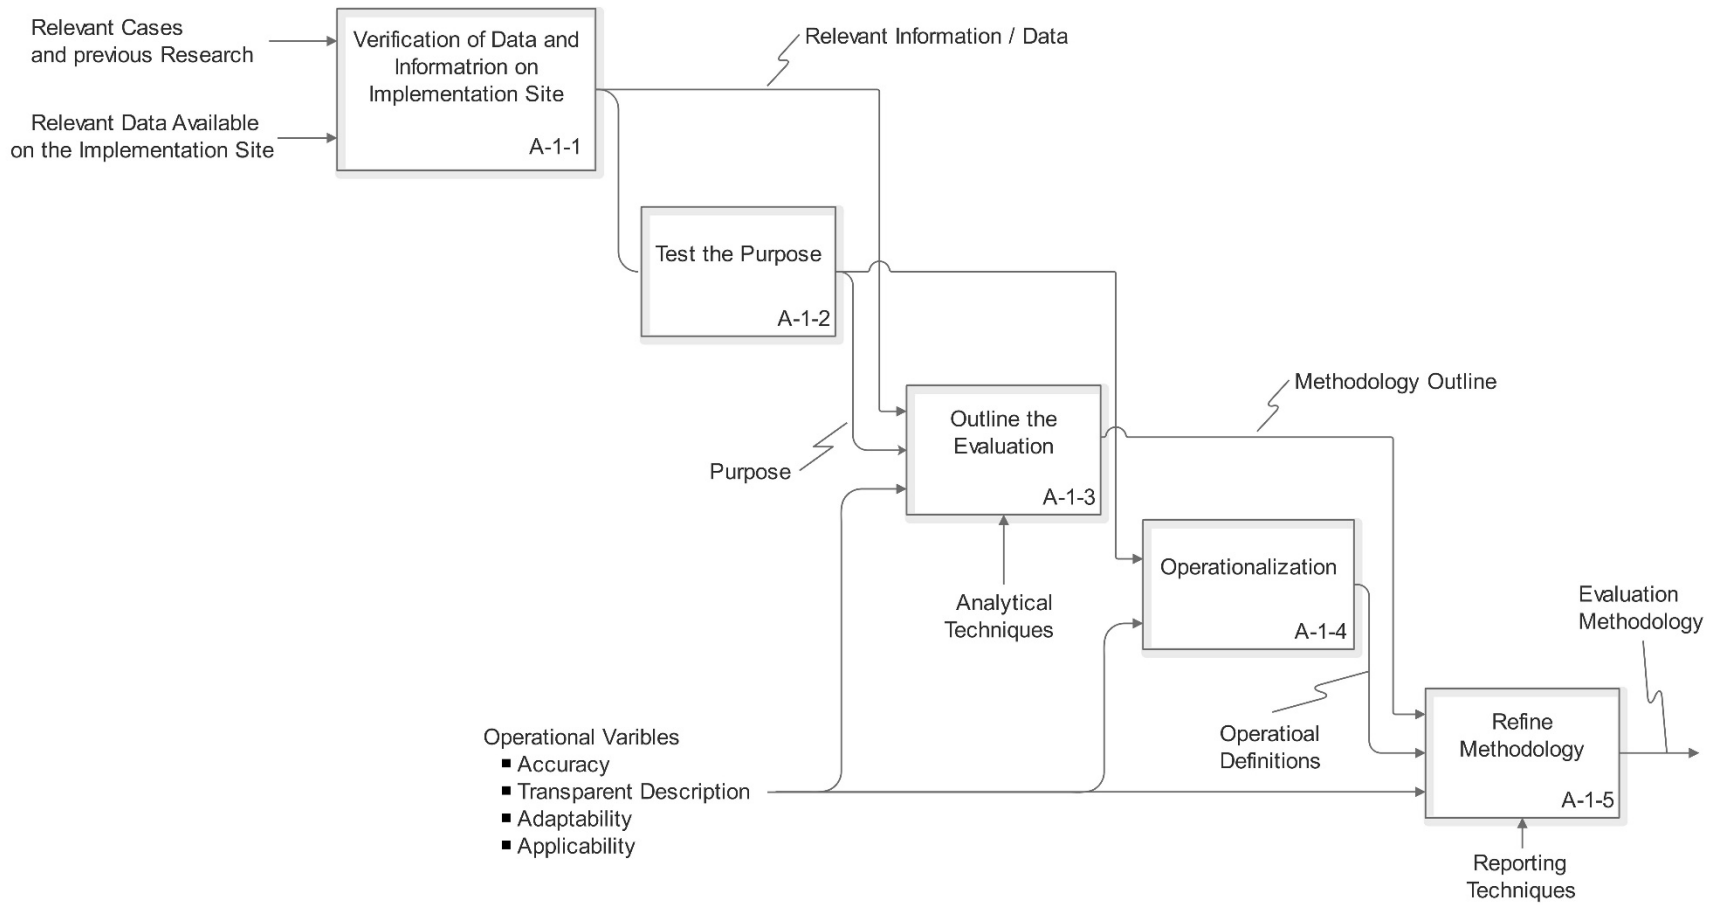 Relevant Cases
and previous Research
Relevant Data Available
on the Implementation Site
Verification of Data and
Informatrion on
Implementation Site
A-1-1
Relevant Information / Data
Test the Purpose
A-1-2
Purpose
Outline the
Evaluation
A-1-3
Methodology Outline
Analytical
Techniques
Operationalization
A-1-4
Operatioal
Definitions
Evaluation
Methodology
Operational Varibles
▪ Accuracy
▪ Transparent Description
▪ Adaptability
▪ Applicability
Refine
Methodology
A-1-5
Reporting
Techniques